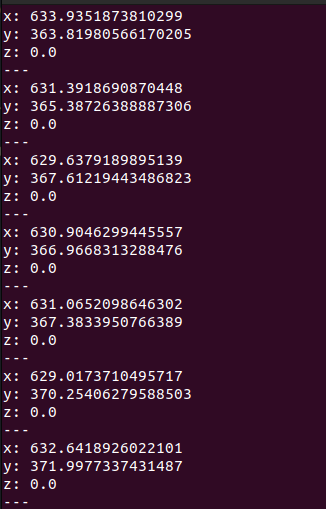 x: 633.9351873810299
y: 363.81980566170205
z: 0.0
---
x: 631.3918690870448
y: 365.38726388887306
z: 0.0
---
x: 629.6379189895139
y: 367.61219443486823
z: 0.0
---
x: 630.9046299445557
y: 366.9668313288476
z: 0.0
---
x: 631.0652098646302
y: 367.3833950766389
z: 0.0
---
x: 629.0173710495717
y: 370.25406279588503
z: 0.0
---
x: 632.6418926022101
y: 371.9977337431487
z: 0.0
---